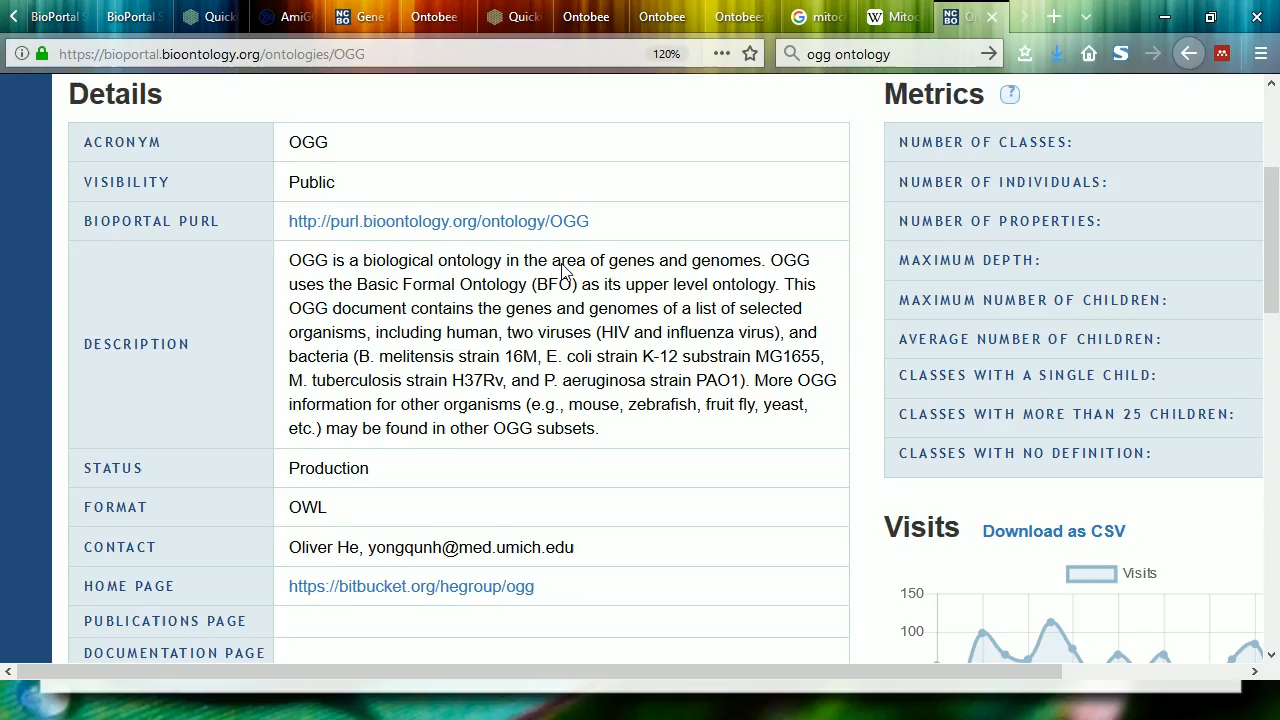 BioPortal
BioPortal S
Quick
AmiG
Gene
Ontobee
Quick
Ontobee
Ontobee
Ontobee:
mitoc
Mitoc
On
https://bioportal.bioontology.org/ontologies/OGG
120%
ogg ontology
Details
ACRONYM
OGG
VISIBILITY
Public
BIOPORTAL PURL
http://purl.bioontology.org/ontology/OGG
DESCRIPTION
OGG is a biological ontology in the area of genes and genomes. OGG
uses the Basic Formal Ontology (BFO) as its upper level ontology. This
OGG document contains the genes and genomes of a list of selected
organisms, including human, two viruses (HIV and influenza virus), and
bacteria (B. melitensis strain 16M, E. coli strain K-12 substrain MG1655,
M. tuberculosis strain H37Rv, and P. aeruginosa strain PAO1). More OGG
information for other organisms (e.g., mouse, zebrafish, fruit fly, yeast,
etc.) may be found in other OGG subsets.
STATUS
Production
FORMAT
OWL
CONTACT
Oliver He, yongqunh@med.umich.edu
HOME PAGE
https://bitbucket.org/hegroup/ogg
PUBLICATIONS PAGE
DOCUMENTATION PAGE
Metrics ?
NUMBER OF CLASSES:
NUMBER OF INDIVIDUALS:
NUMBER OF PROPERTIES:
MAXIMUM DEPTH:
MAXIMUM NUMBER OF CHILDREN:
AVERAGE NUMBER OF CHILDREN:
CLASSES WITH A SINGLE CHILD:
CLASSES WITH MORE THAN 25 CHILDREN:
CLASSES WITH NO DEFINITION:
Visits Download as CSV
Visits
150
100